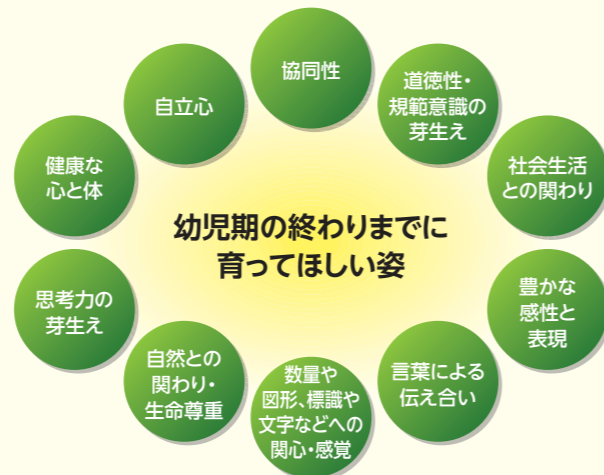 協同性
道徳性・
規範意識の
芽生え
社会生活
との関わり
豊かな
感性と
表現
言葉による
伝え合い
数量や
図形、標識や
文字などへの
関心・感覚
自然との
関わり・
生命尊重
思考力の
芽生え
健康な
心と体
自立心
幼児期の終わりまでに
育ってほしい姿